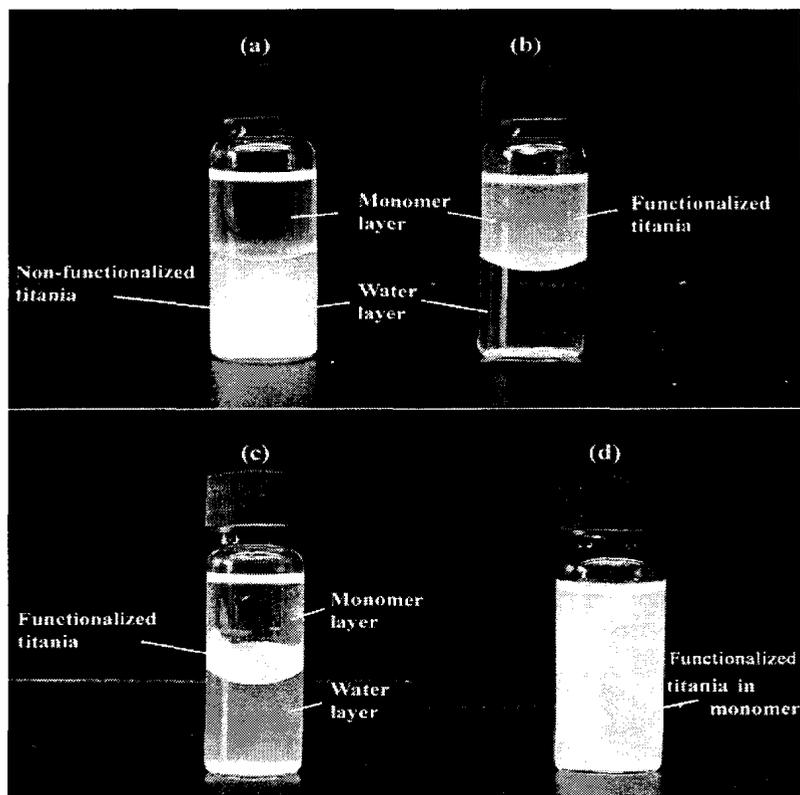 (a)
(b)
Monomer
layer
Functionalized
titania
Non-functionalized
titania
Water
layer
(c)
(d)
Functionalized
titania
Monomer
layer
Water
layer
Functionalized
titania in
monomer